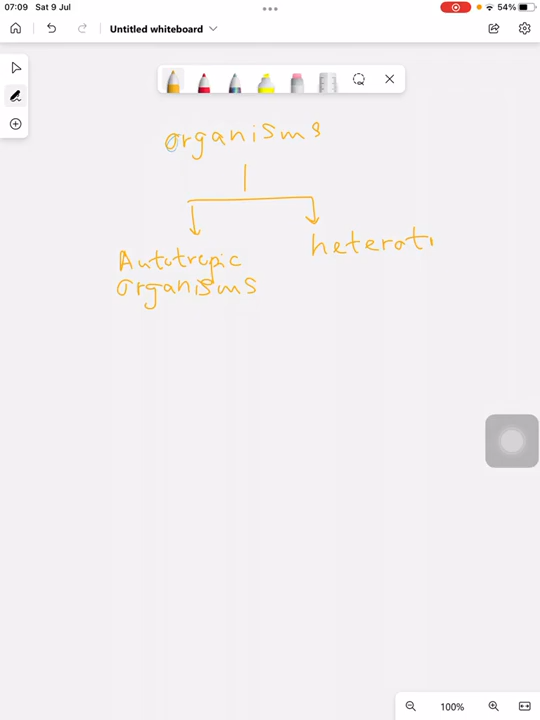 07:09 Sat 9 Jul
54%
Untitled whiteboard
organisms
Autotropic
organisms
heterot
100%